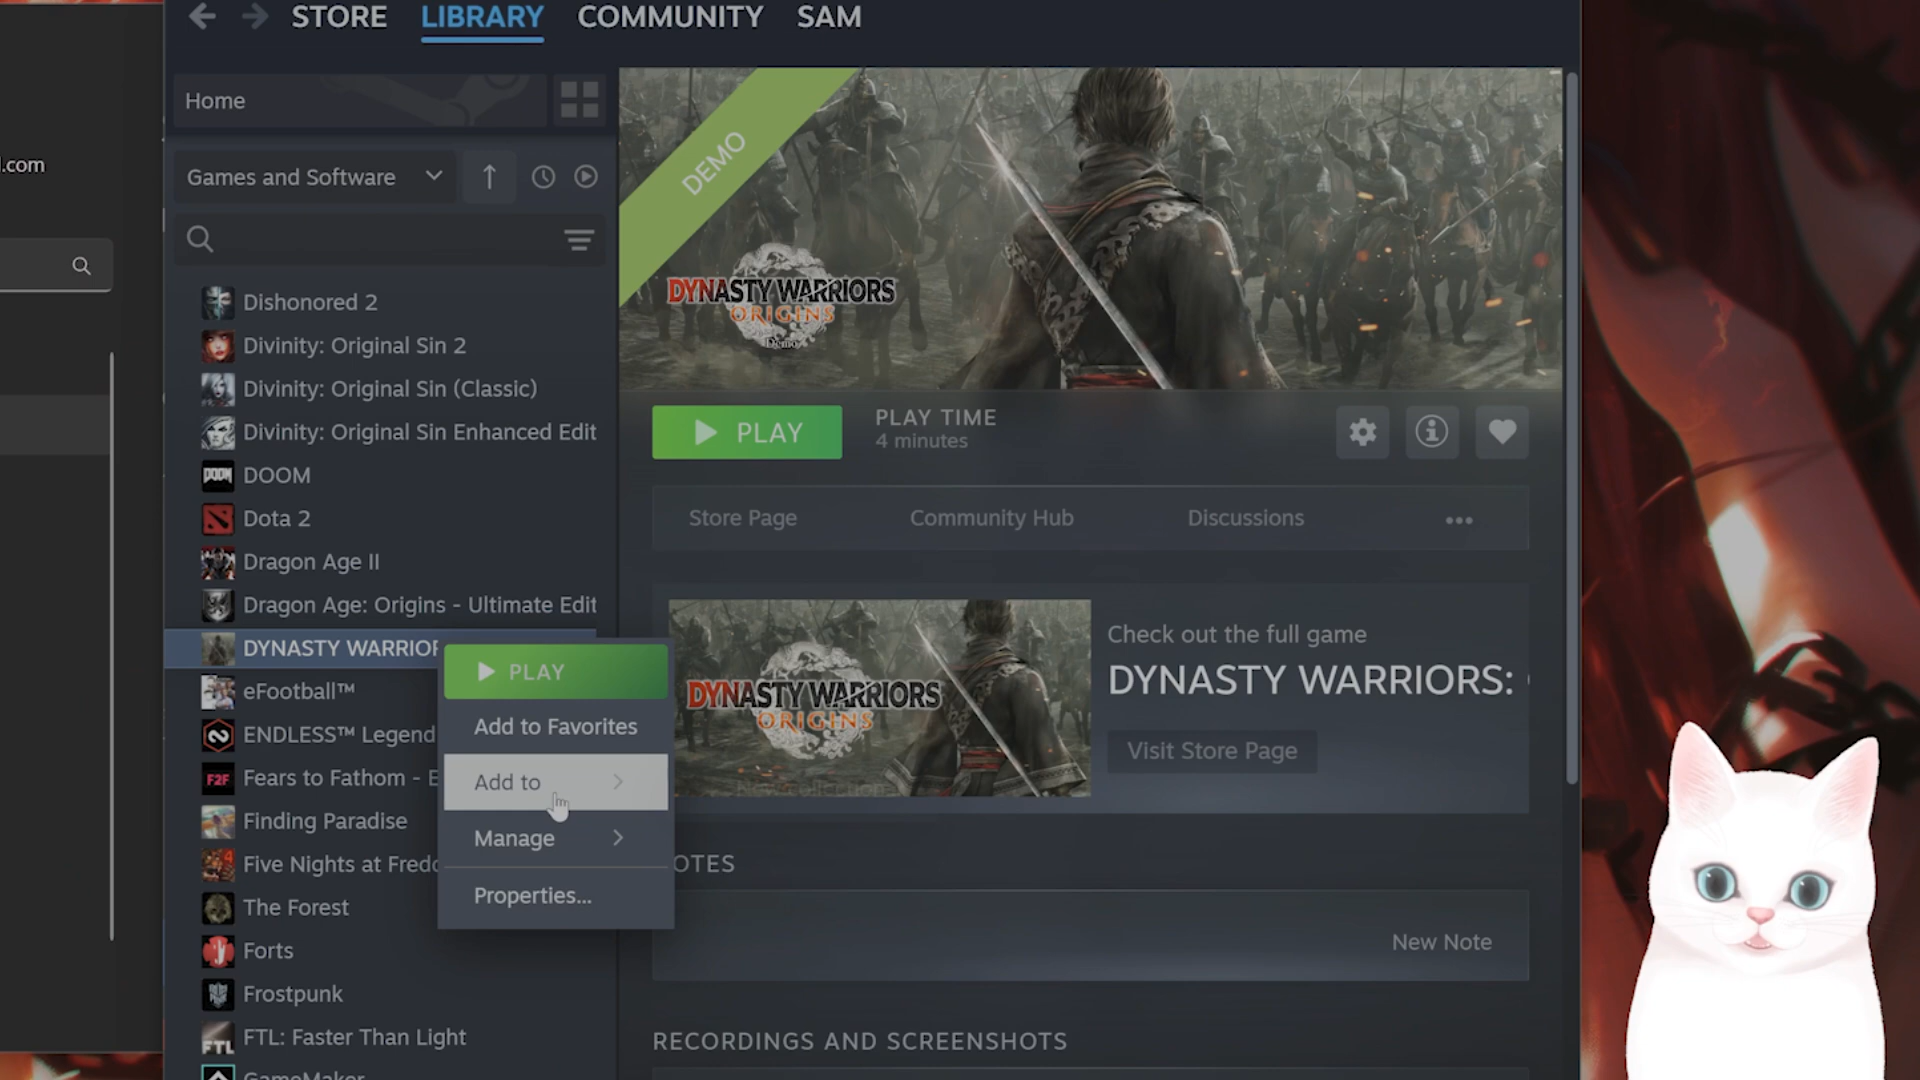 STORE LIBRARY COMMUNITY SAM
Home
l.com
Games and Software
DEMO
DYNASTY WARRIORS
ORIGINS
Demo
Dishonored 2
Divinity: Original Sin 2
Divinity: Original Sin (Classic)
Divinity: Original Sin Enhanced Edit
DOOM
DOOM
Dota 2
Dragon Age II
Dragon Age: Origins - Ultimate Edit
DYNASTY WARRIOR
eFootball™
ENDLESS™ Legend
F2F
Fears to Fathom - E
Finding Paradise
Five Nights at Fredd
The Forest
Forts
Frostpunk
FTL
FTL: Faster Than Light
GameMaker
PLAY
Add to Favorites
Add to
Manage
Properties...
PLAY
PLAY TIME
4 minutes
Store Page
Community Hub
Discussions
DYNASTY WARRIORS
ORIGINS
Check out the full game
DYNASTY WARRIORS:
Visit Store Page
OTES
New Note
RECORDINGS AND SCREENSHOTS